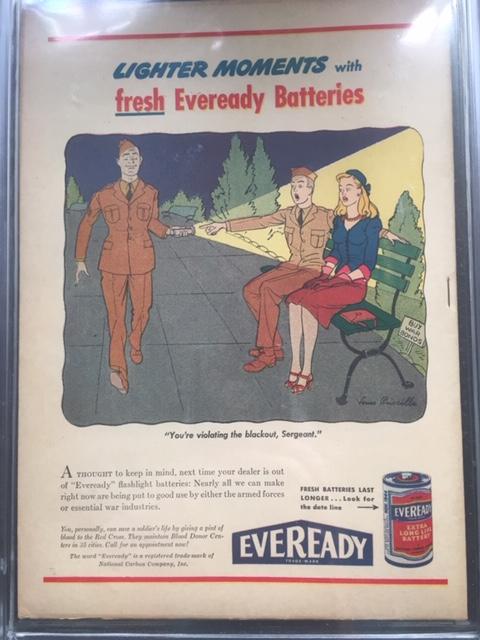 LIGHTER MOMENTS with
fresh Eveready Batteries
BUY
WAR
BONDS
"You're violating the blackout, Sergeant."
A THOUGHT to keep in mind, next time your dealer is out
of "Eveready" flashlight batteries: Nearly all we can make
right now are being put to good use by either the armed forces
or essential war industries.
You, personally, can save a soldier's life by giving a pint of
blood to the Red Cross. They maintain Blood Donor Cen-
ters in 35 cities. Call for an appointment now!
The word "Eveready" is a registered trade-mark of
National Carbon Company, Inc.
FRESH BATTERIES LAST
LONGER... Look for
the date line
EVEREADY
TRADE-MARK
EVEREADY
EXTRA
LONG LIFE
BATTERY